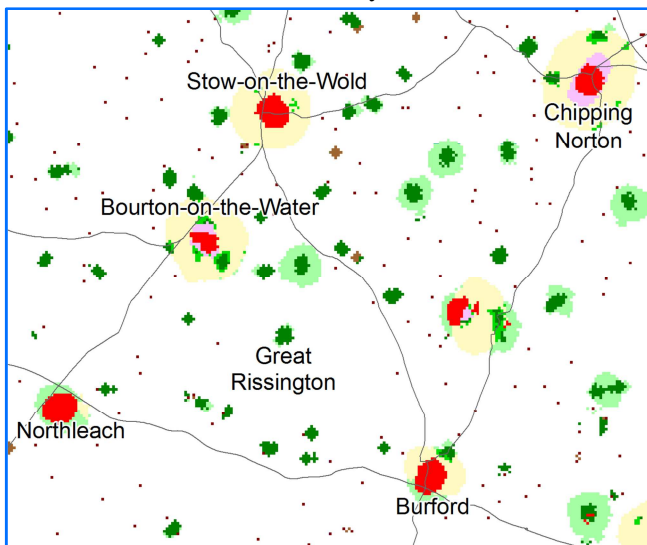 Stow-on-the-Wold
Chipping
Norton
Bourton-on-the-Water
Great
Rissington
Northleach
Burford